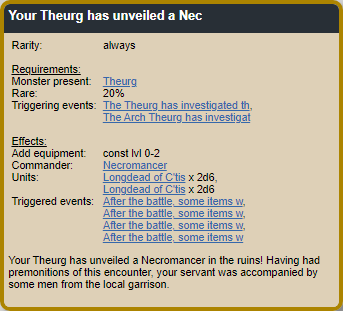 Your Theurg has unveiled a Nec
Rarity: always
Requirements:
Monster present: Theurg
Rare: 20%
Triggering events: The Theurg has investigated th,
The Arch Theurg has investigat
Effects:
Add equipment: const lvl 0-2
Commander: Necromancer
Units: Longdead of C'tis x 2d6,
Longdead of C'tis x 2d6
Triggered events: After the battle, some items w,
After the battle, some items w,
After the battle, some items w,
After the battle, some items w
Your Theurg has unveiled a Necromancer in the ruins! Having had
premonitions of this encounter, your servant was accompanied by
some men from the local garrison.